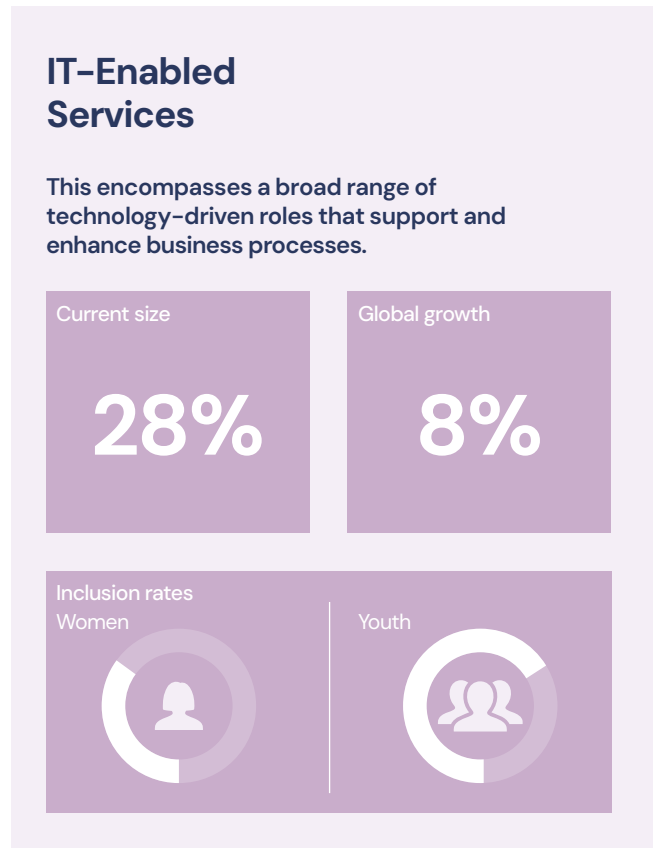 IT-Enabled
Services
This encompasses a broad range of
technology-driven roles that support and
enhance business processes.
Current size
28%
Global growth
8%
Inclusion rates
Women
Youth